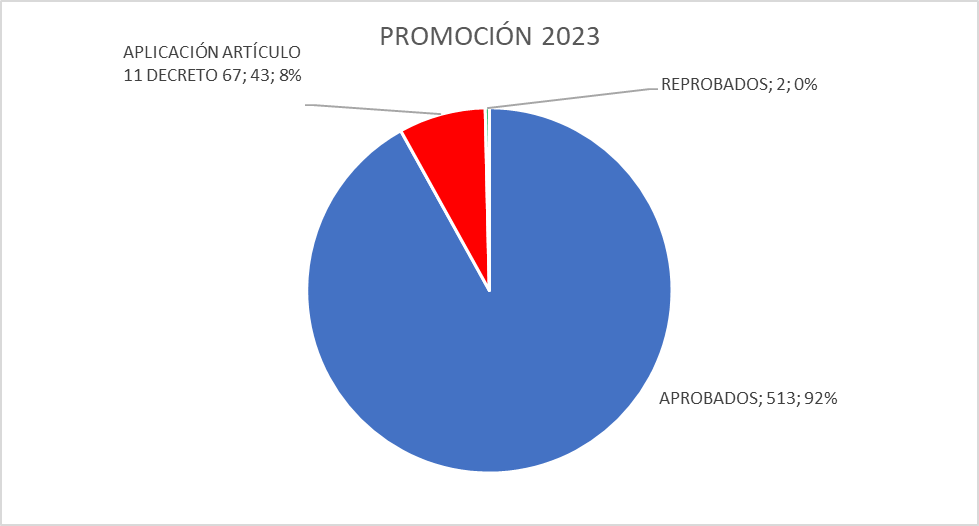 PROMOCIÓN 2023
APLICACIÓN ARTÍCULO
11 DECRETO 67; 43; 8%
REPROBADOS; 2; 0%
APROBADOS; 513; 92%